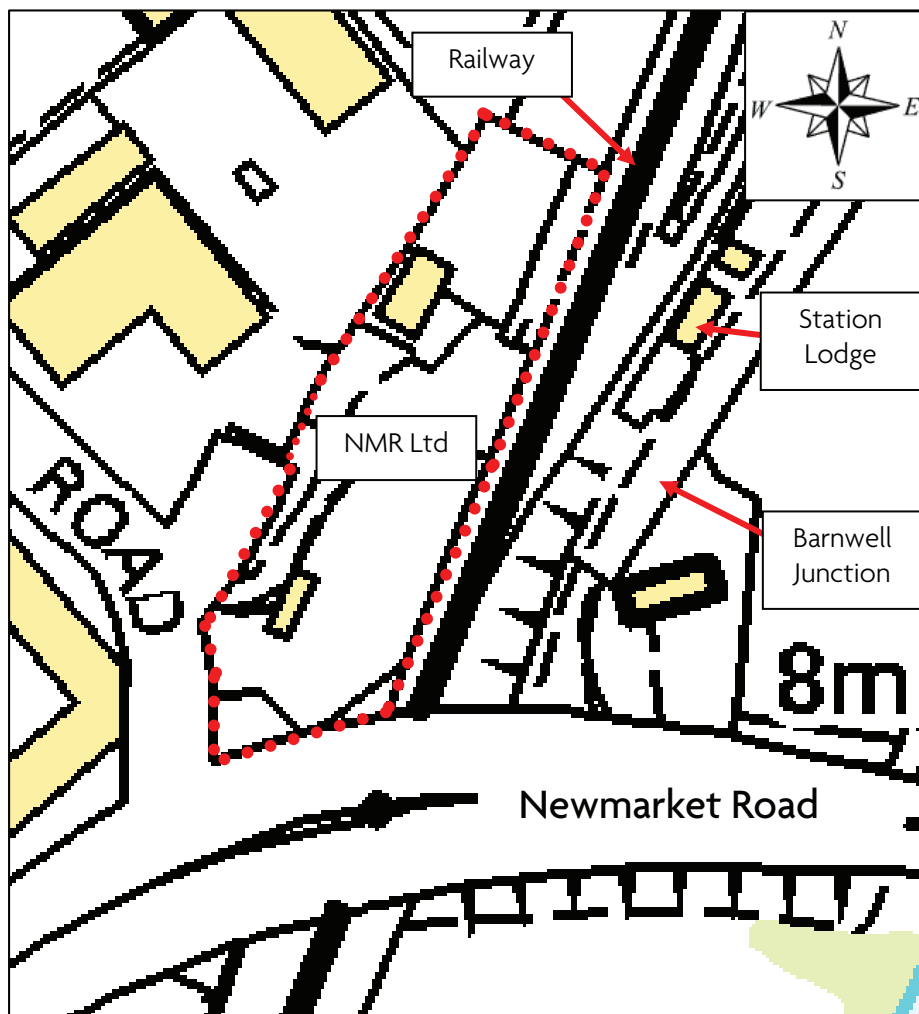 Railway
N
W
E
S
Station
Lodge
NMR Ltd
ROAD
Barnwell
Junction
8m
Newmarket Road